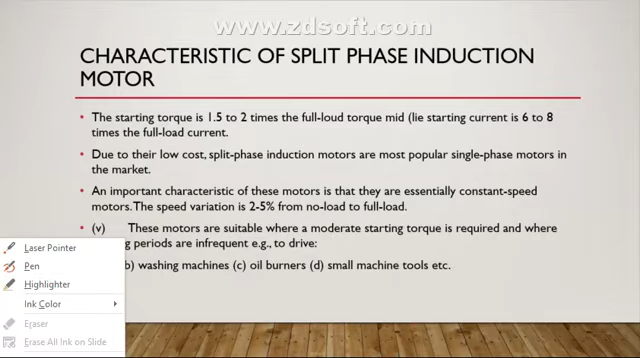 www.zdsoft.com
CHARACTERISTIC OF SPLIT PHASE INDUCTION
MOTOR
• The starting torque is 1.5 to 2 times the full-loud torque mid (lie starting current is 6 to 8
times the full-load current.
• Due to their low cost, split-phase induction motors are most popular single-phase motors in
the market.
• An important characteristic of these motors is that they are essentially constant-speed
motors. The speed variation is 2-5% from no-load to full-load.
• (v) These motors are suitable where a moderate starting torque is required and where
periods are infrequent e.g., to drive:
washing machines (c) oil burners (d) small machine tools etc.
Laser Pointer
Pen
Highlighter
Ink Color
Eraser
Erase All Ink on Slide